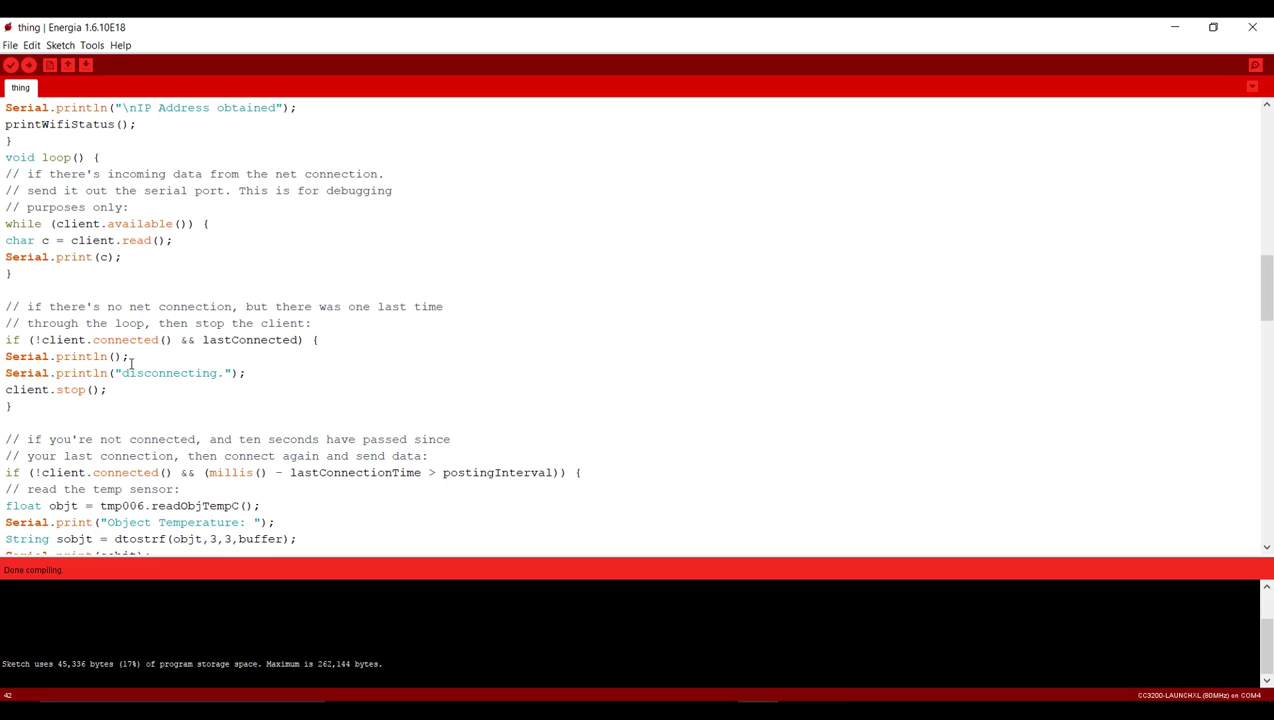 thing | Energia 1.6.10E18
File Edit Sketch Tools Help
thing
Serial.println("\nIP Address obtained");
printWifiStatus();
}
void loop() {
// if there's incoming data from the net connection.
// send it out the serial port. This is for debugging
// purposes only:
while (client.available()) {
char c = client.read();
Serial.print(c);
}
// if there's no net connection, but there was one last time
// through the loop, then stop the client:
if (!client.connected() && lastConnected) {
Serial.println();
Serial.println("disconnecting.");
client.stop();
}
// if you're not connected, and ten seconds have passed since
// your last connection, then connect again and send data:
if (!client.connected() && (millis() - lastConnectionTime > postingInterval)) {
// read the temp sensor:
float objt = tmp006.readObjTempC();
Serial.print("Object Temperature: ");
String sobjt = dtostrf(objt,3,3,buffer);
Serial.print(sobjt);
Done compiling.
Sketch uses 45,336 bytes (17%) of program storage space. Maximum is 262,144 bytes.
42
CC3200-LAUNCHXL (80MHz) on COM4